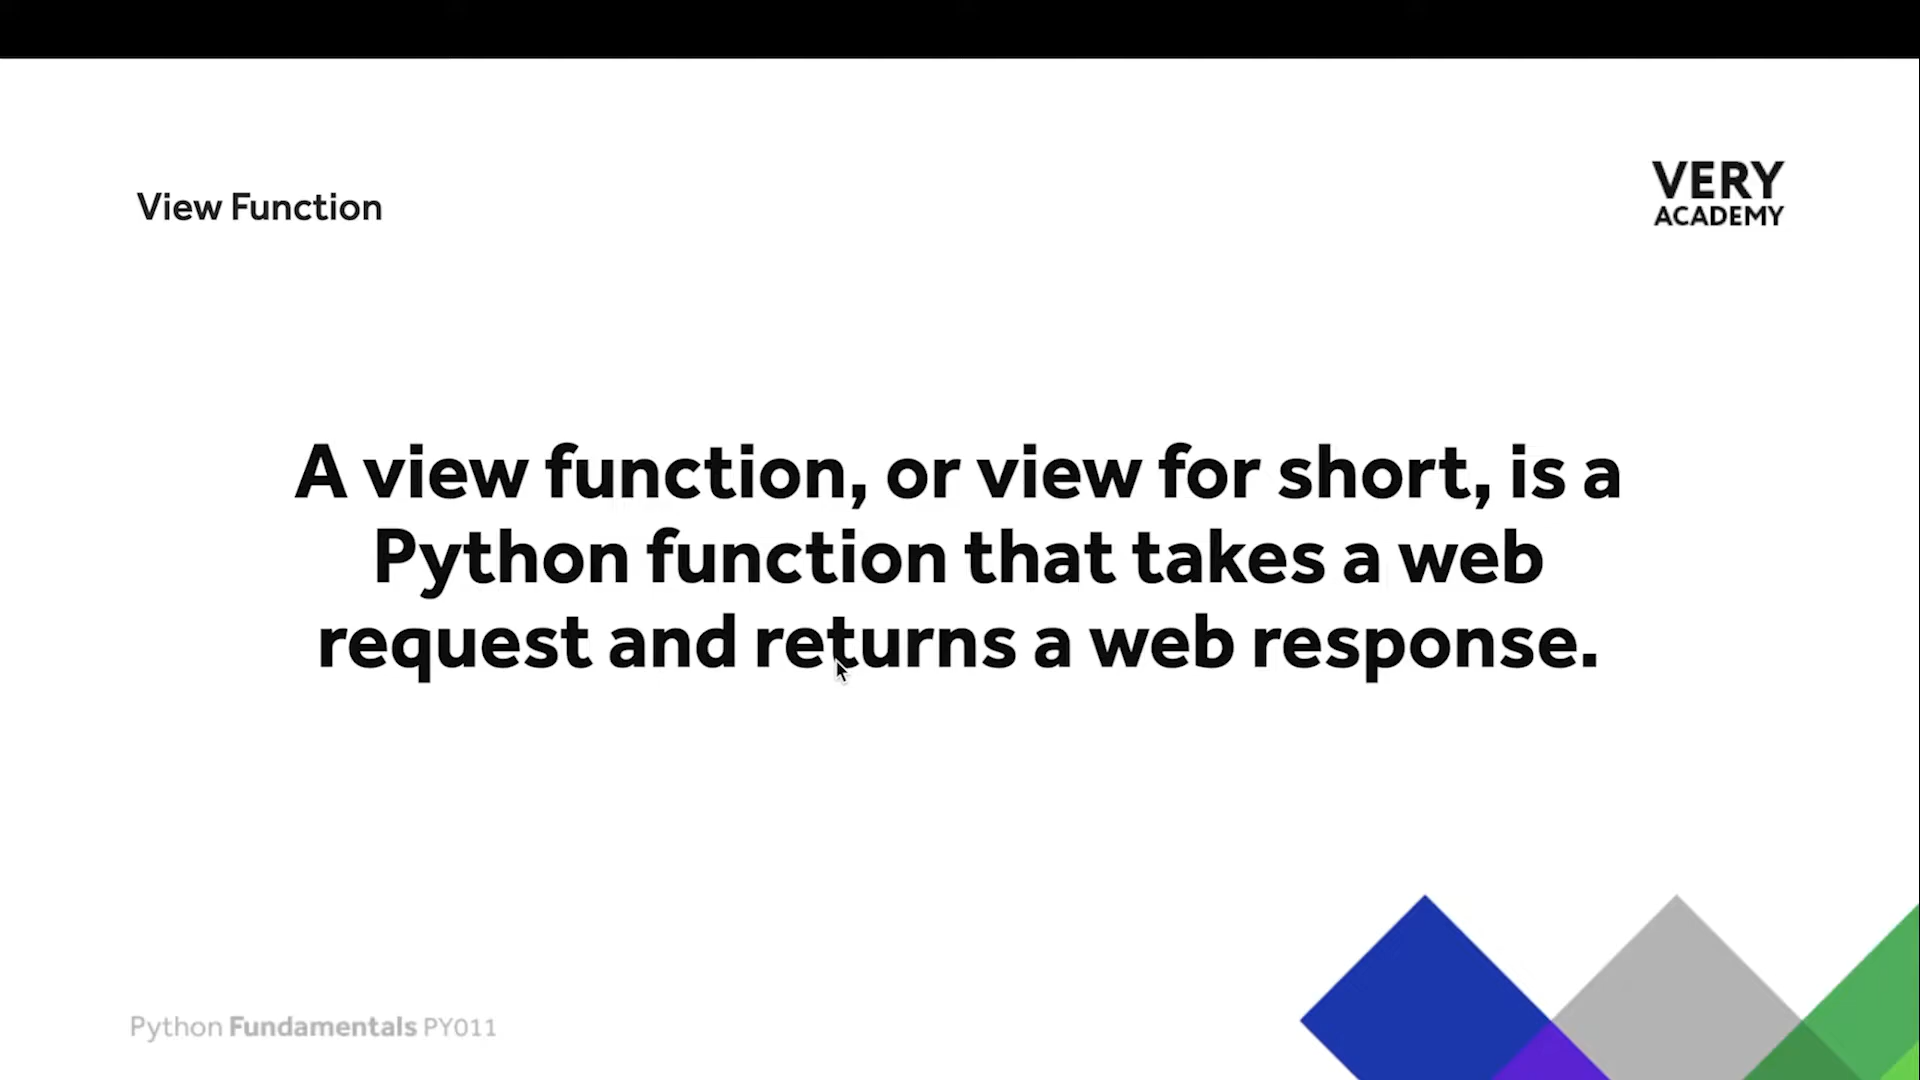 View Function
VERY
ACADEMY
A view function, or view for short, is a
Python function that takes a web
request and returns a web response.
Python Fundamentals PY011